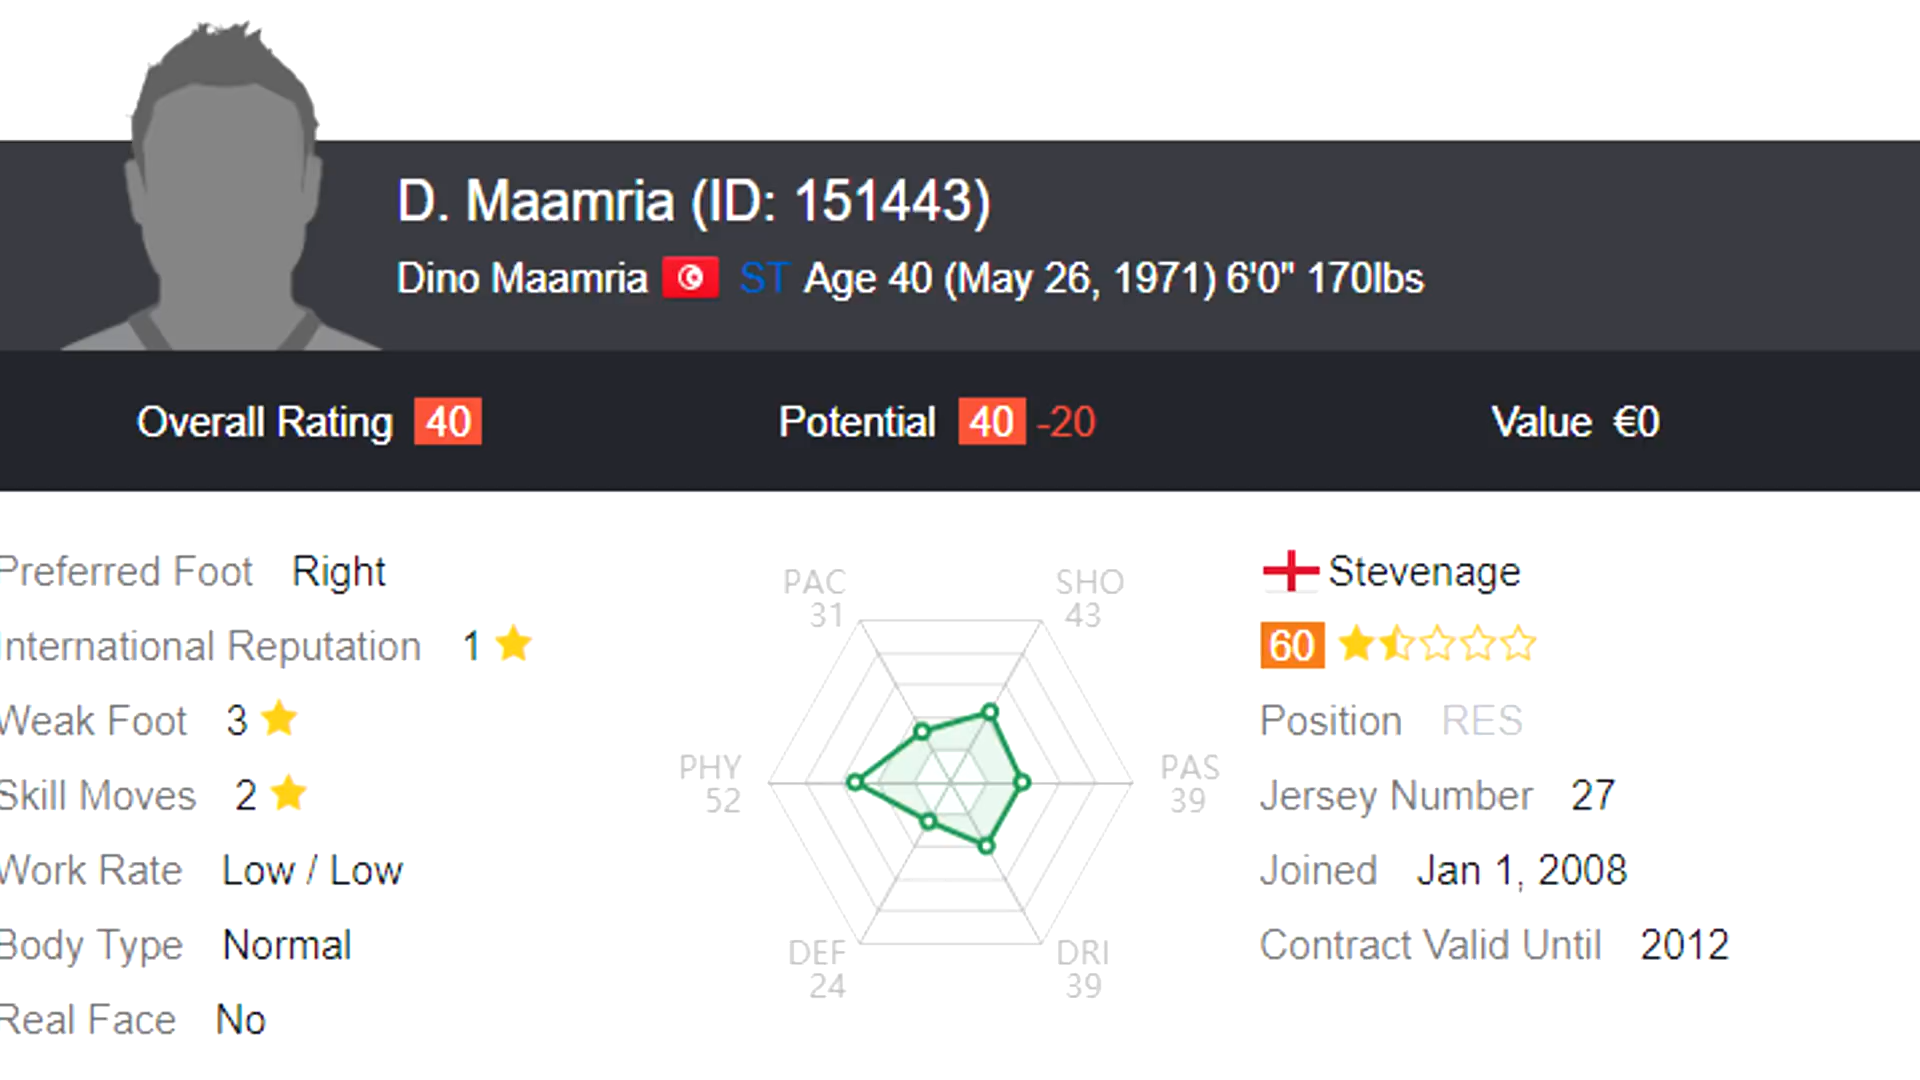 D. Maamria (ID: 151443)
Dino Maamria ST Age 40 (May 26, 1971) 6'0" 170lbs
Overall Rating 40
Potential 40 -20
Value €0
Preferred Foot Right
International Reputation 1
Weak Foot 3
Skill Moves 2
Work Rate Low / Low
Body Type Normal
Real Face No
PAC
31
SHO
43
PHY
52
PAS
39
DEF
24
DRI
39
Stevenage
60
Position RES
Jersey Number 27
Joined Jan 1, 2008
Contract Valid Until 2012